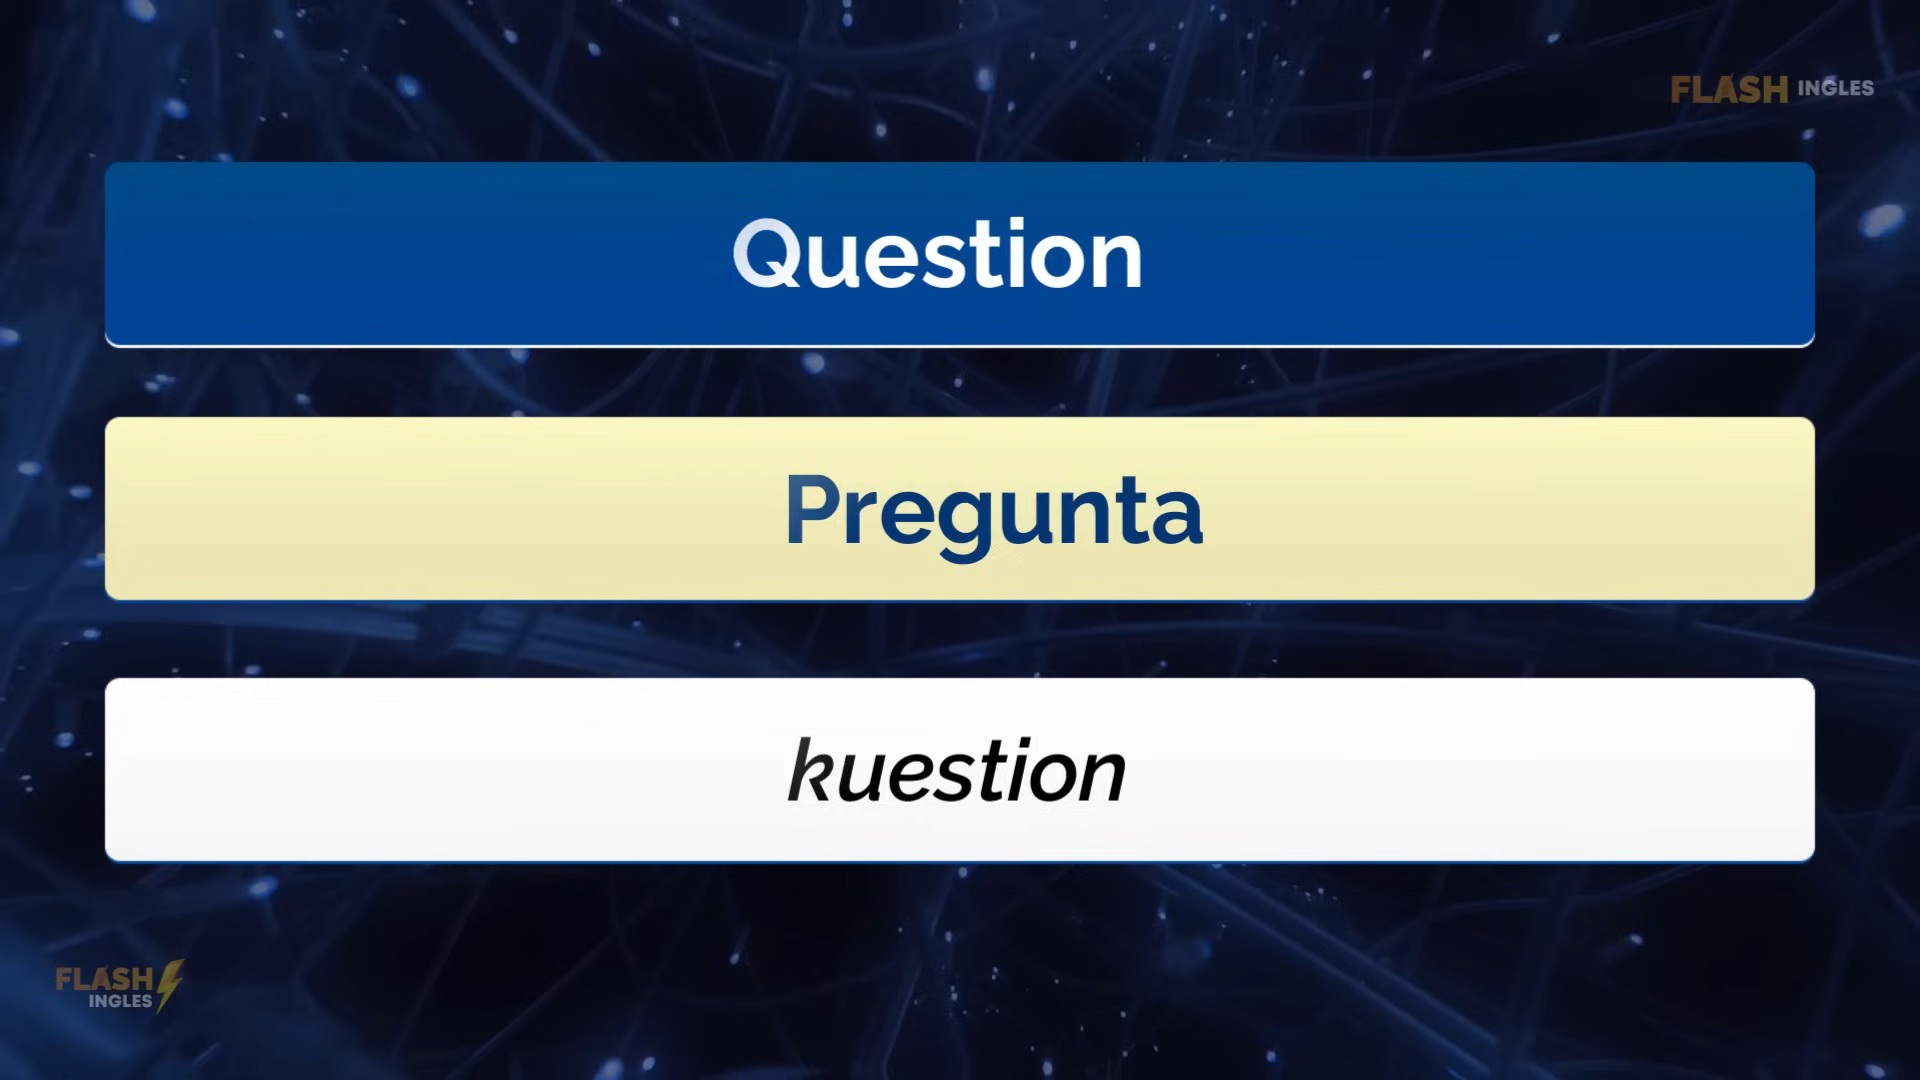 FLASH INGLES
Question
Pregunta
kuestion
FLASH
INGLES